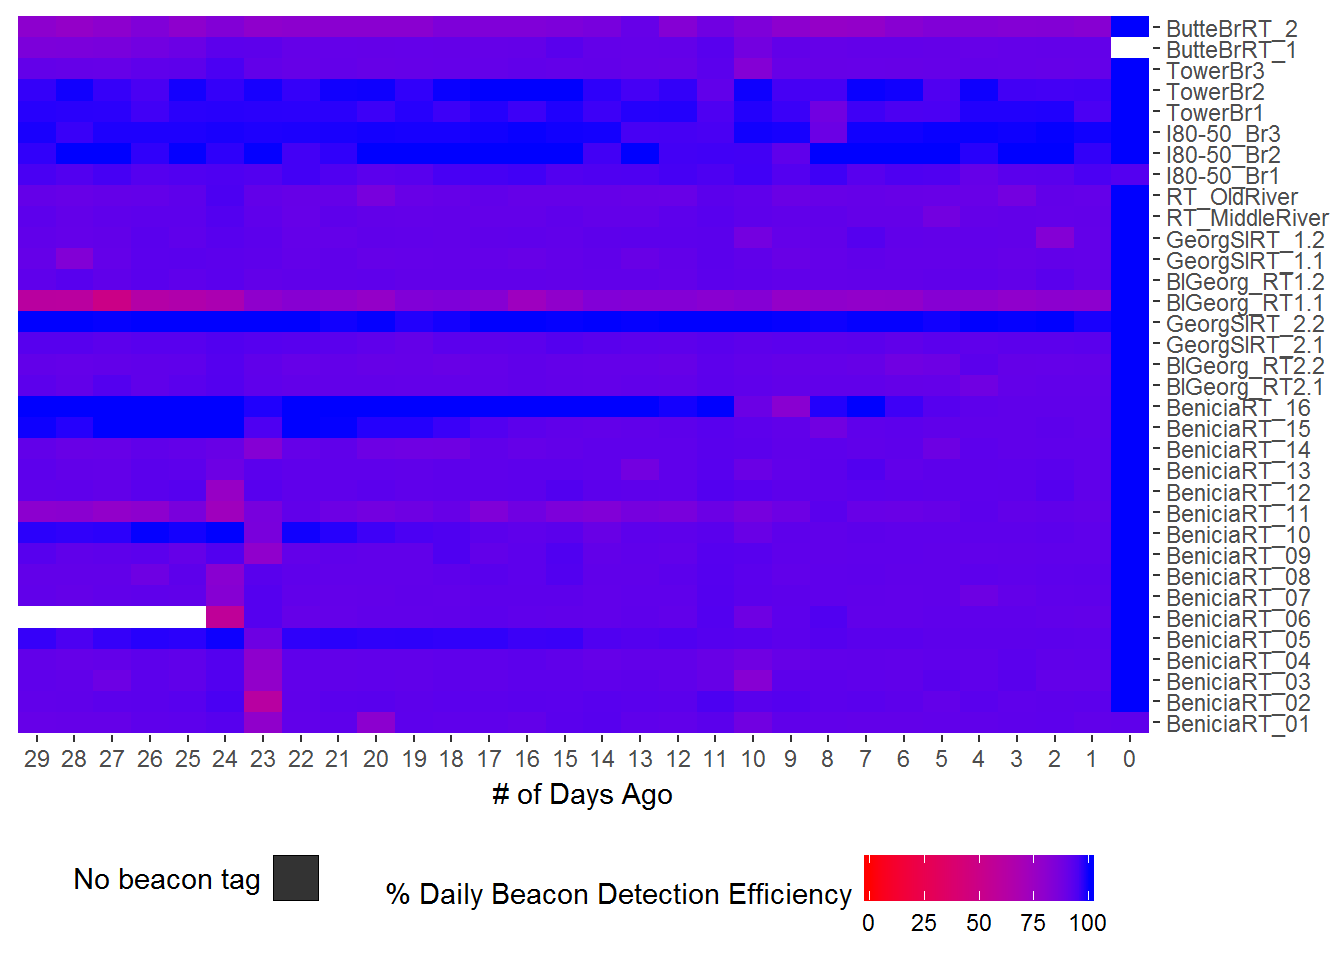 ButteBrRT_2
ButteBrRT_1
TowerBr3
TowerBr2
TowerBr1
I80-50_Br3
I80-50_Br2
I80-50_Br1
RT_OldRiver
RT_MiddleRiver
GeorgSlRT_1.2
GeorgSlRT_1.1
BlGeorg_RT1.2
BlGeorg_RT1.1
GeorgSlRT_2.2
GeorgSlRT_2.1
BlGeorg_RT2.2
BlGeorg_RT2.1
BeniciaRT_16
BeniciaRT_15
BeniciaRT_14
BeniciaRT_13
BeniciaRT_12
BeniciaRT_11
BeniciaRT_10
BeniciaRT_09
BeniciaRT_08
BeniciaRT_07
BeniciaRT_06
BeniciaRT_05
BeniciaRT_04
BeniciaRT_03
BeniciaRT_02
BeniciaRT_01
29 28 27 26 25 24 23 22 21 20 19 18 17 16 15 14 13 12 11 10 9 8 7 6 5 4 3 2 1 0
# of Days Ago
No beacon tag
% Daily Beacon Detection Efficiency
0 25 50 75 100